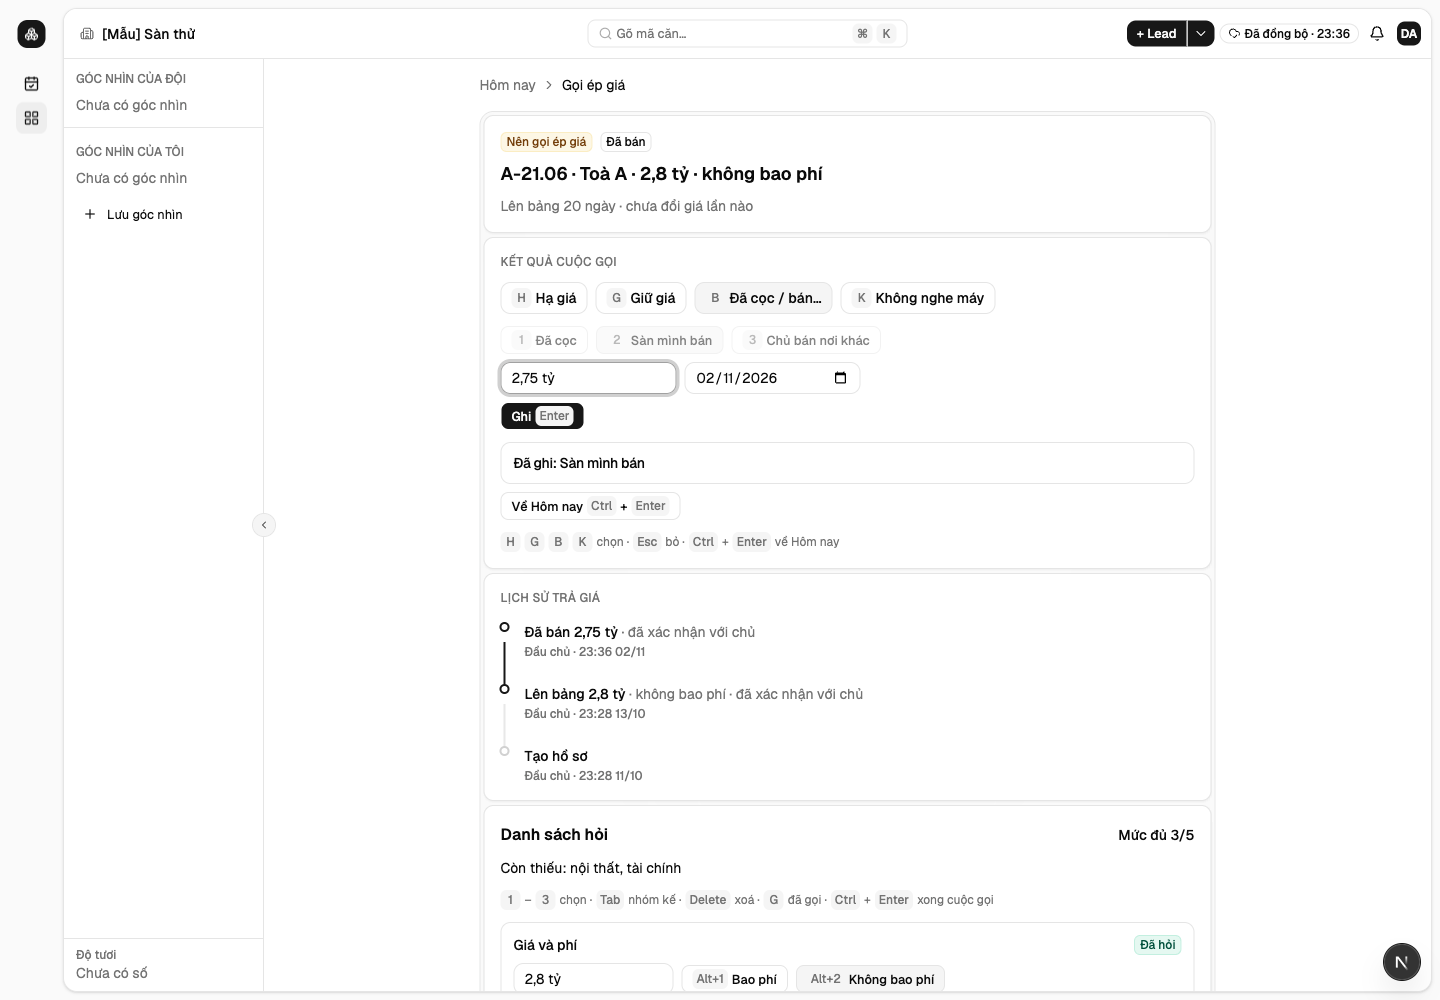 [Mẫu] Sàn thử
Gõ mã căn... ⌘ K
+ Lead
Đã đồng bộ · 23:36
DA
GÓC NHÌN CỦA ĐỘI
Chưa có góc nhìn
GÓC NHÌN CỦA TÔI
Chưa có góc nhìn
+ Lưu góc nhìn
Độ tươi
Chưa có số
Hôm nay > Gọi ép giá
Nên gọi ép giá Đã bán
A-21.06 · Toà A · 2,8 tỷ · không bao phí
Lên bảng 20 ngày · chưa đổi giá lần nào
KẾT QUẢ CUỘC GỌI
H Hạ giá G Giữ giá B Đã cọc / bán... K Không nghe máy
1 Đã cọc 2 Sàn mình bán 3 Chủ bán nơi khác
2,75 tỷ 02/11/2026
Ghi Enter
Đã ghi: Sàn mình bán
Về Hôm nay Ctrl + Enter
H G B K chọn · Esc bỏ · Ctrl + Enter về Hôm nay
LỊCH SỬ TRẢ GIÁ
Đã bán 2,75 tỷ · đã xác nhận với chủ
Đầu chủ · 23:36 02/11
Lên bảng 2,8 tỷ · không bao phí · đã xác nhận với chủ
Đầu chủ · 23:28 13/10
Tạo hồ sơ
Đầu chủ · 23:28 11/10
Danh sách hỏi Mức đủ 3/5
Còn thiếu: nội thất, tài chính
1 – 3 chọn · Tab nhóm kế · Delete xoá · G đã gọi · Ctrl + Enter xong cuộc gọi
Giá và phí Đã hỏi
2,8 tỷ Alt+1 Bao phí Alt+2 Không bao phí
N